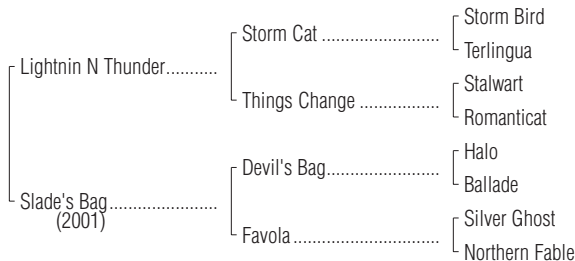 Storm Bird
Storm Cat ..........................
Terlingua
Lightnin N Thunder...........
Stalwart
Things Change ..................
Romanticat
Halo
Devil's Bag.........................
Ballade
Slade's Bag........................
(2001)
Silver Ghost
Favola ................................
Northern Fable